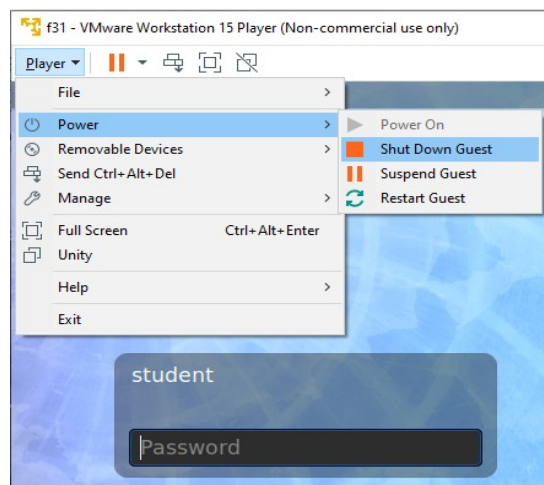 f31 - VMware Workstation 15 Player (Non-commercial use only)
Player
File
Power
Removable Devices
Send Ctrl+Alt+Del
Manage
Full Screen Ctrl+Alt+Enter
Unity
Help
Exit
Power On
Shut Down Guest
Suspend Guest
Restart Guest
student
Password